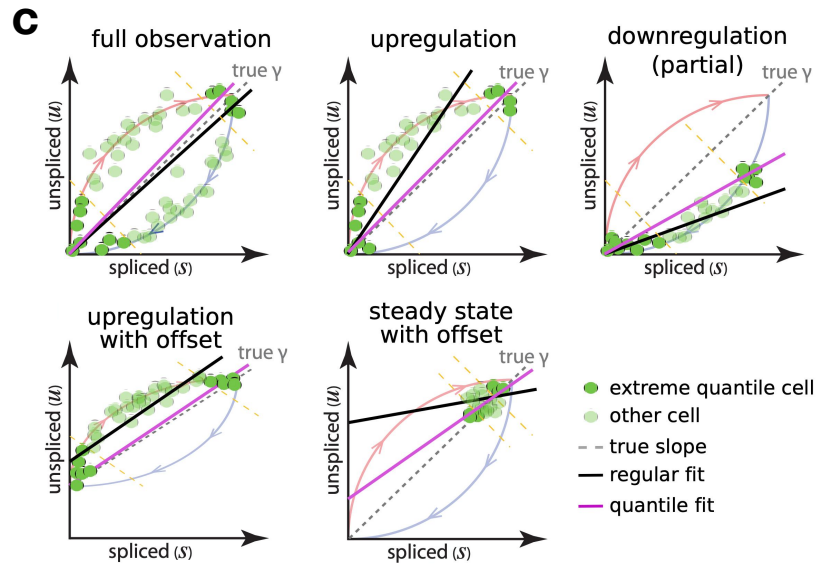 C
full observation
true γ
unspliced (u)
spliced (s)
upregulation
true γ
unspliced (u)
spliced (s)
downregulation
(partial)
true γ
unspliced (u)
spliced (s)
upregulation
with offset
true γ
unspliced (u)
spliced (s)
steady state
with offset
true γ
unspliced (u)
spliced (s)
extreme quantile cell
other cell
true slope
regular fit
quantile fit